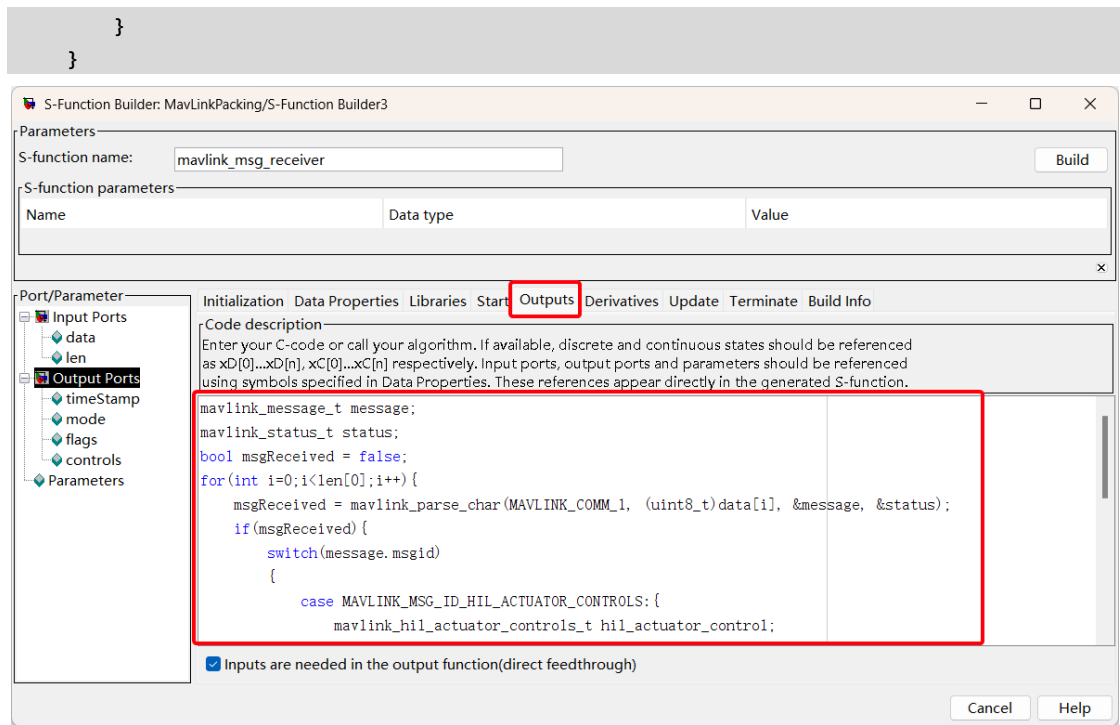 }
}
S-Function Builder: MavLinkPacking/S-Function Builder3
Parameters
S-function name: mavlink_msg_receiver Build
S-function parameters
Name Data type Value
Port/Parameter
Input Ports
data
len
Output Ports
timeStamp
mode
flags
controls
Parameters
Initialization Data Properties Libraries Start Outputs Derivatives Update Terminate Build Info
Code description
Enter your C-code or call your algorithm. If available, discrete and continuous states should be referenced
as xD[0]...xD[n], xC[0]...xC[n] respectively. Input ports, output ports and parameters should be referenced
using symbols specified in Data Properties. These references appear directly in the generated S-function.
mavlink_message_t message;
mavlink_status_t status;
bool msgReceived = false;
for(int i=0;i<len[0];i++){
msgReceived = mavlink_parse_char(MAVLINK_COMM_1, (uint8_t)data[i], &message, &status);
if(msgReceived){
switch(message.msgid)
{
case MAVLINK_MSG_ID_HIL_ACTUATOR_CONTROLS:{
mavlink_hil_actuator_controls_t hil_actuator_control;
Inputs are needed in the output function(direct feedthrough)
Cancel Help